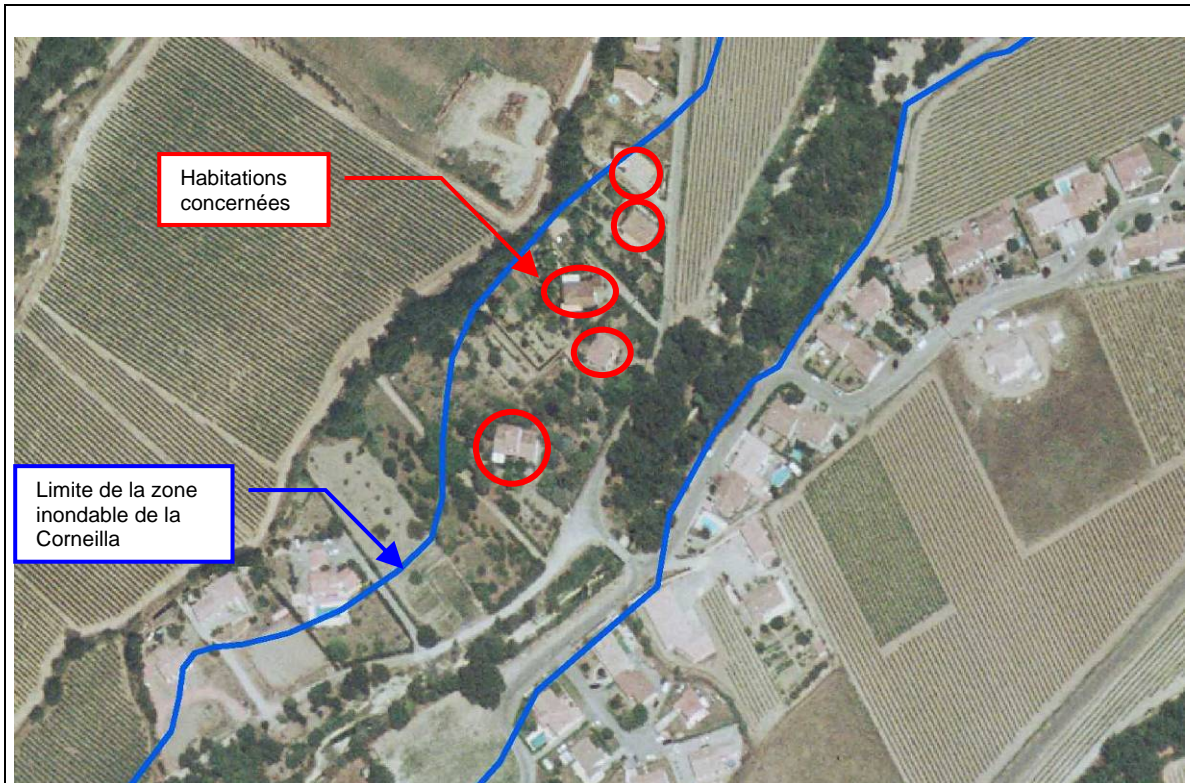 Habitations
concernées
Limite de la zone
inondable de la
Corneilla